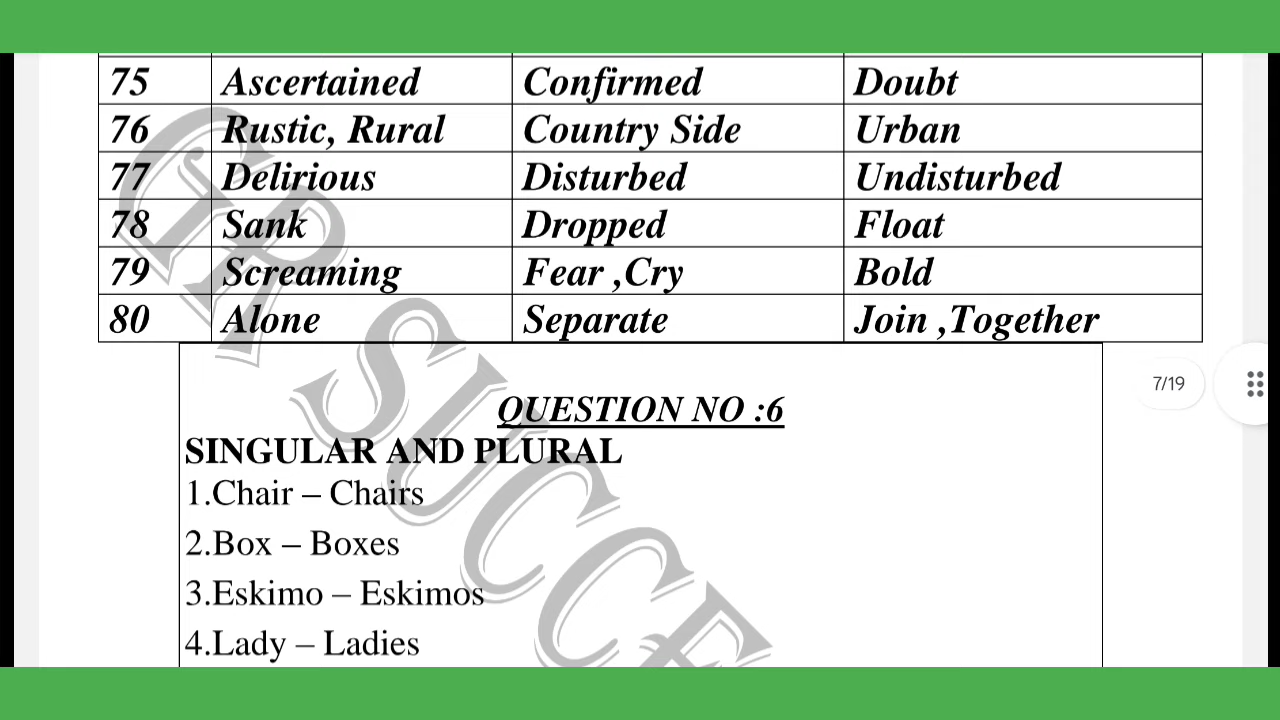 75 Ascertained Confirmed Doubt
76 Rustic, Rural Country Side Urban
77 Delirious Disturbed Undisturbed
78 Sank Dropped Float
79 Screaming Fear ,Cry Bold
80 Alone Separate Join ,Together
7/19
QUESTION NO :6
SINGULAR AND PLURAL
1.Chair – Chairs
2.Box – Boxes
3.Eskimo – Eskimos
4.Lady – Ladies